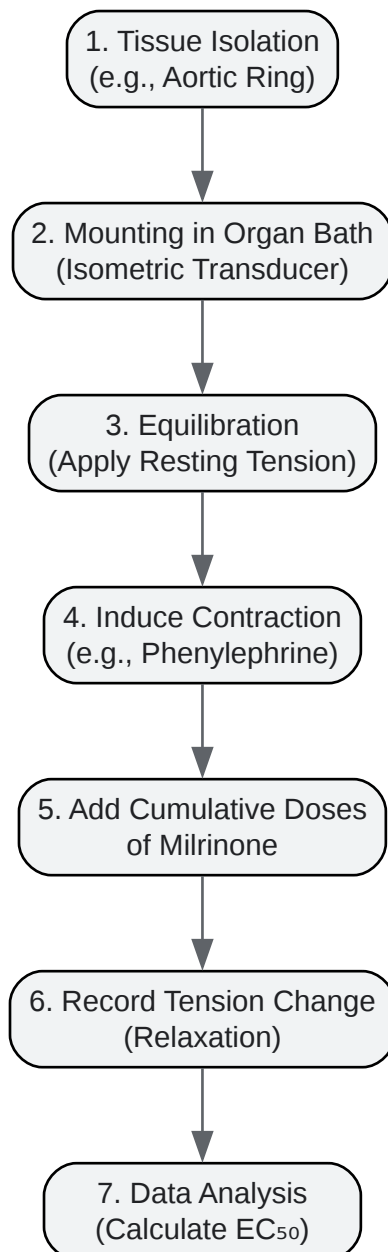 1. Tissue Isolation
(e.g., Aortic Ring)
2. Mounting in Organ Bath
(Isometric Transducer)
3. Equilibration
(Apply Resting Tension)
4. Induce Contraction
(e.g., Phenylephrine)
5. Add Cumulative Doses
of Milrinone
6. Record Tension Change
(Relaxation)
7. Data Analysis
(Calculate EC₅₀)